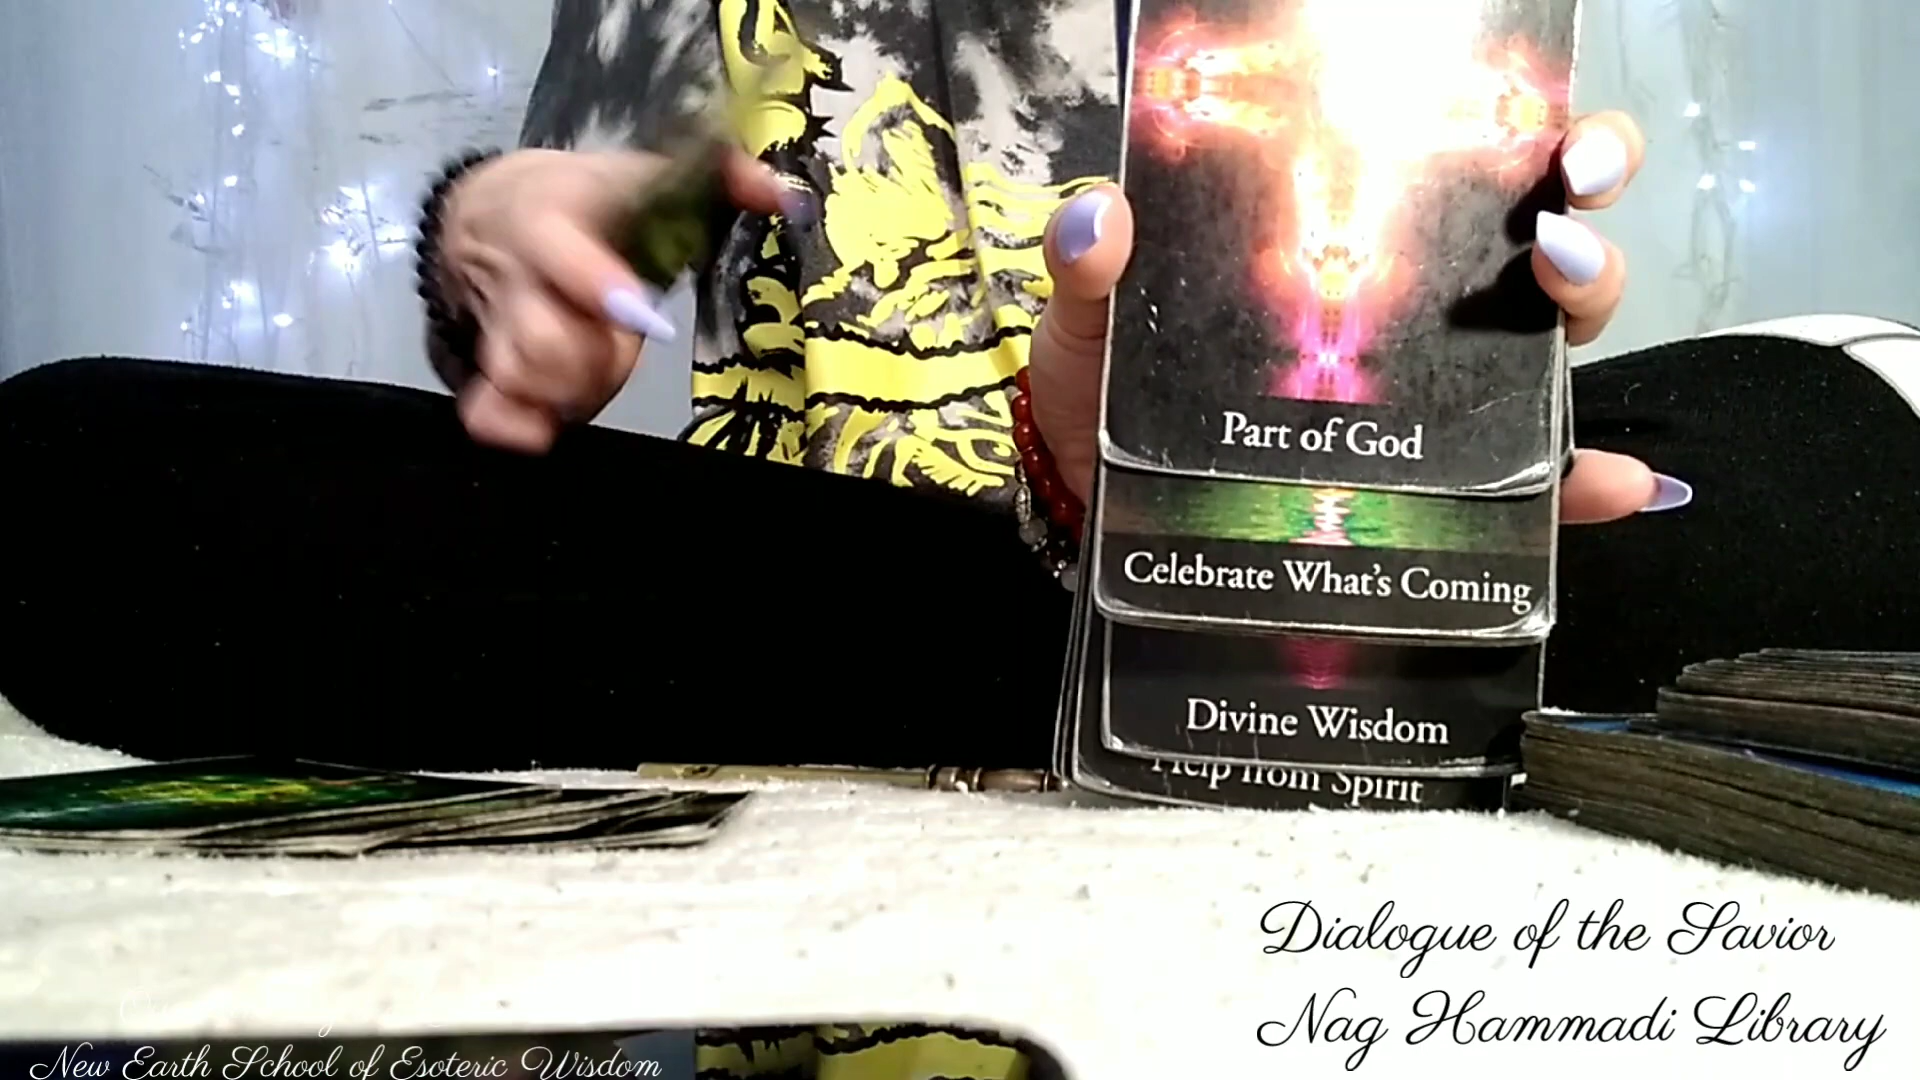 Part of God
Celebrate What's Coming
Divine Wisdom
Help from Spirit
Dialogue of the Savior
Nag Hammadi Library
New Earth School of Esoteric Wisdom